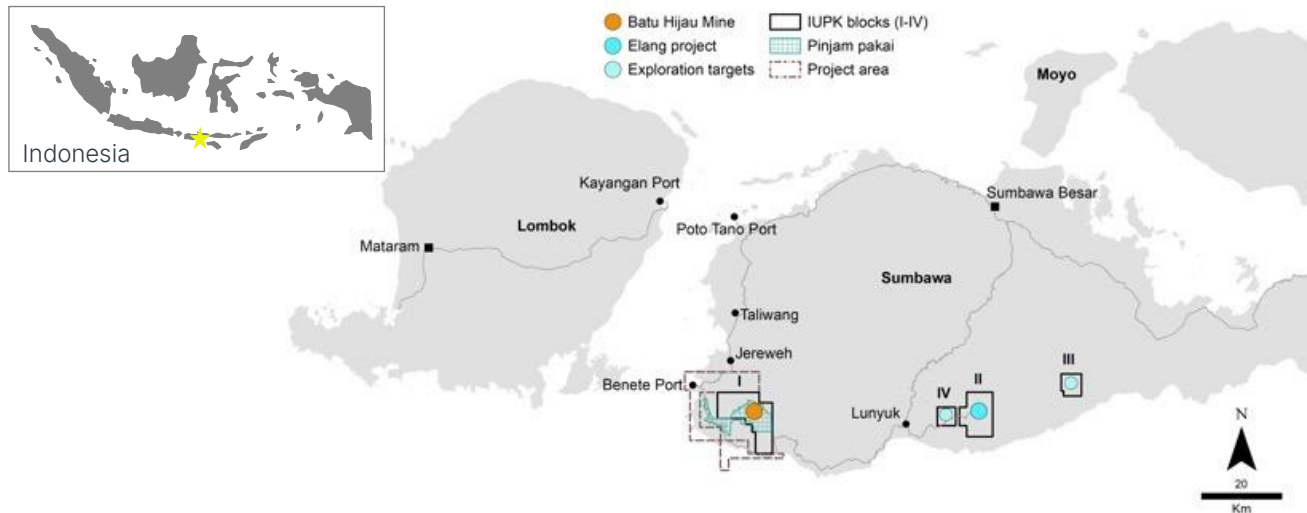 Indonesia
Batu Hijau Mine
Elang project
Exploration targets
IUPK blocks (I-IV)
Pinjam pakai
Project area
Moyo
Kayangan Port
Sumbawa Besar
Lombok
Poto Tano Port
Mataram
Sumbawa
Taliwang
Jereweh
III
I
Benete Port
II
IV
Lunyuk
N
20
Km